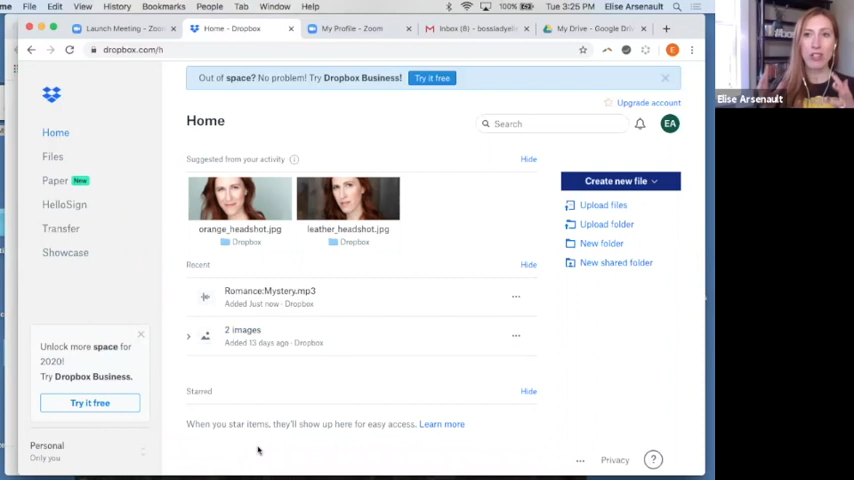 File Edit View History Bookmarks People Tab Window Help 100% Tue 3:25 PM Elise Arsenault
Launch Meeting - Zoom Home - Dropbox My Profile - Zoom Inbox (8) - bossladyell My Drive - Google Drive
dropbox.com/h E
Out of space? No problem! Try Dropbox Business! Try it free
Elise Arsenault
Upgrade account
Home
Search
EA
Home
Files
Paper New
HelloSign
Transfer
Showcase
Suggested from your activity Hide
orange_headshot.jpg leather_headshot.jpg
Dropbox Dropbox
Create new file
Upload files
Upload folder
New folder
New shared folder
Recent Hide
Romance:Mystery.mp3
Added Just now · Dropbox
2 images
Added 13 days ago · Dropbox
Unlock more space for
2020!
Try Dropbox Business.
Try it free
Starred Hide
When you star items, they'll show up here for easy access. Learn more
Personal
Only you
Privacy ?